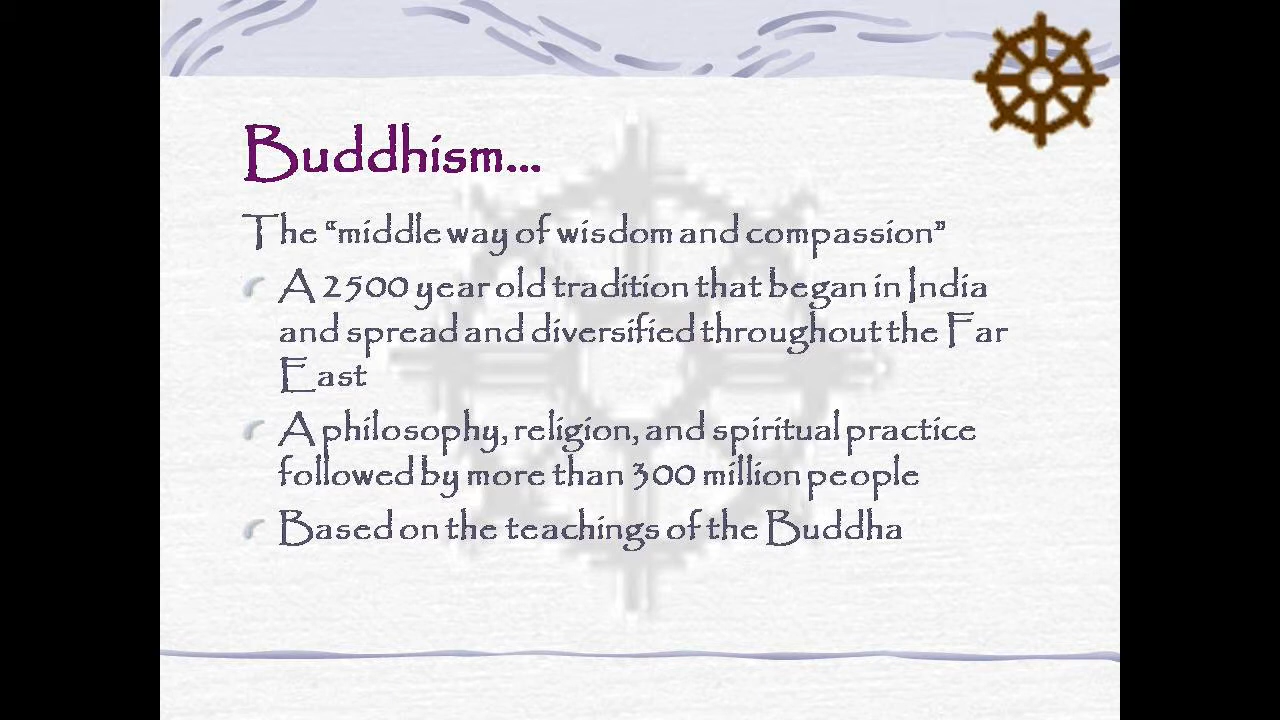 Buddhism...
The “middle way of wisdom and compassion”
A 2500 year old tradition that began in India
and spread and diversified throughout the Far
East
A philosophy, religion, and spiritual practice
followed by more than 300 million people
Based on the teachings of the Buddha